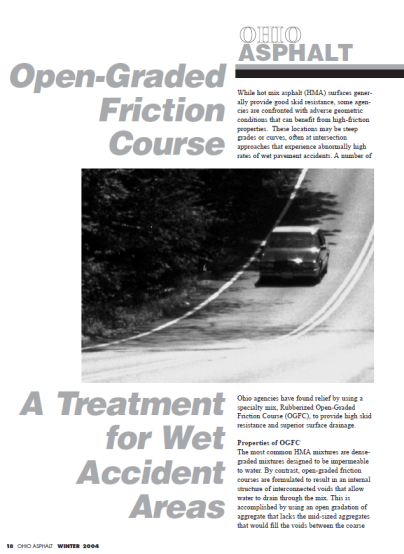 OHIO
ASPHALT
Open-Graded
Friction
Course
While hot mix asphalt (HMA) surfaces gener-
ally provide good skid resistance, some agen-
cies are confronted with adverse geometric
conditions that can benefit from high-friction
properties. These locations may be steep
grades or curves, often at intersection
approaches that experience abnormally high
rates of wet pavement accidents. A number of
A Treatment
for Wet
Accident
Areas
Ohio agencies have found relief by using a
specialty mix, Rubberized Open-Graded
Friction Course (OGFC), to provide high skid
resistance and superior surface drainage.
Properties of OGFC
The most common HMA mixtures are dense-
graded mixtures designed to be impermeable
to water. By contrast, open-graded friction
courses are formulated to result in an internal
structure of interconnected voids that allow
water to drain through the mix. This is
accomplished by using an open gradation of
aggregate that lacks the mid-sized aggregates
that would fill the voids between the coarse
18 OHIO ASPHALT WINTER 2004